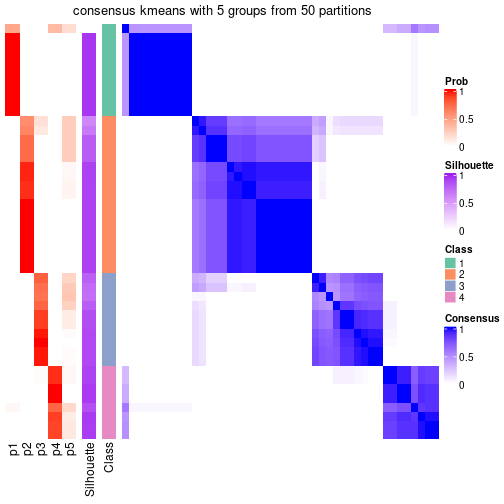 consensus kmeans with 5 groups from 50 partitions
Prob
1
0.5
0
Silhouette
1
0.5
0
Class
1
2
3
4
Consensus
1
0.5
0
p1
p2
p3
p4
p5
Silhouette
Class